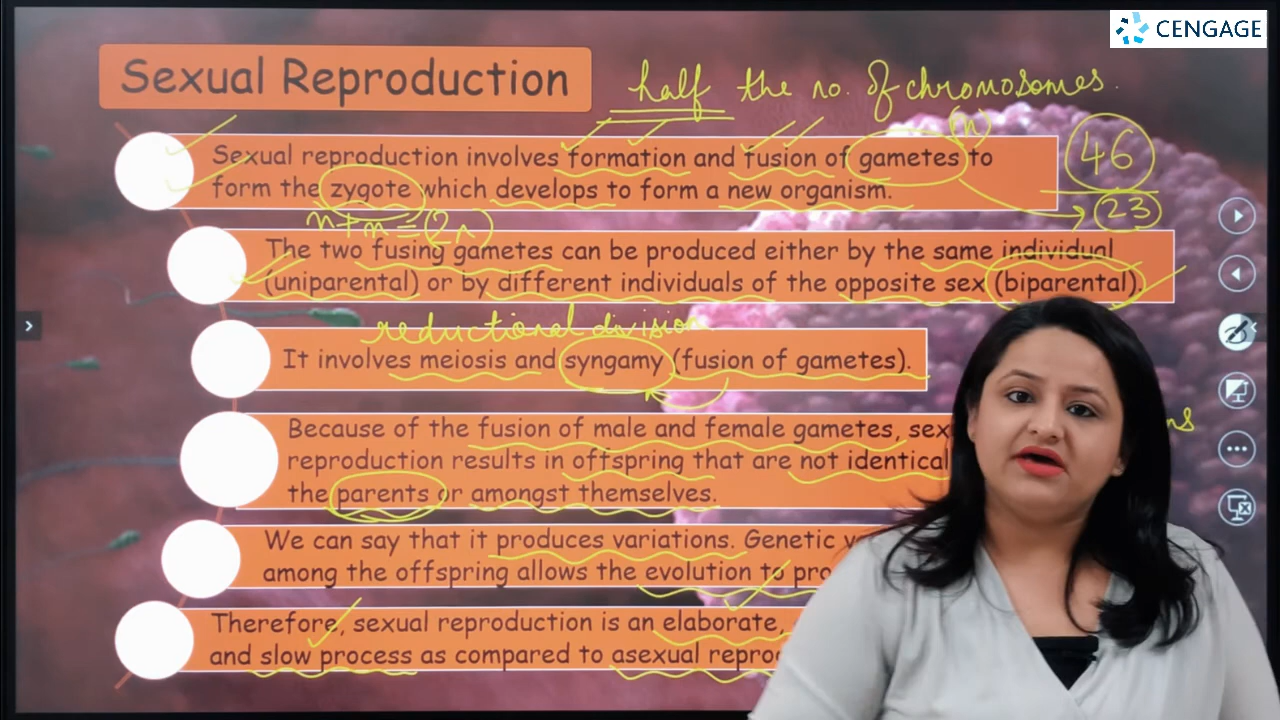 CENGAGE
Sexual Reproduction
half the no. of chromosomes.
(n)
Sexual reproduction involves formation and fusion of gametes to
form the zygote which develops to form a new organism.
46
23
n+n = (2n)
The two fusing gametes can be produced either by the same individual
(uniparental) or by different individuals of the opposite sex (biparental).
reductional division
It involves meiosis and syngamy (fusion of gametes).
Because of the fusion of male and female gametes,
reproduction results in offspring that are not identical
the parents or amongst themselves.
We can say that it produces variations. Genetic
among the offspring allows the evolution to
Therefore, sexual reproduction is an elaborate,
and slow process as compared to asexual